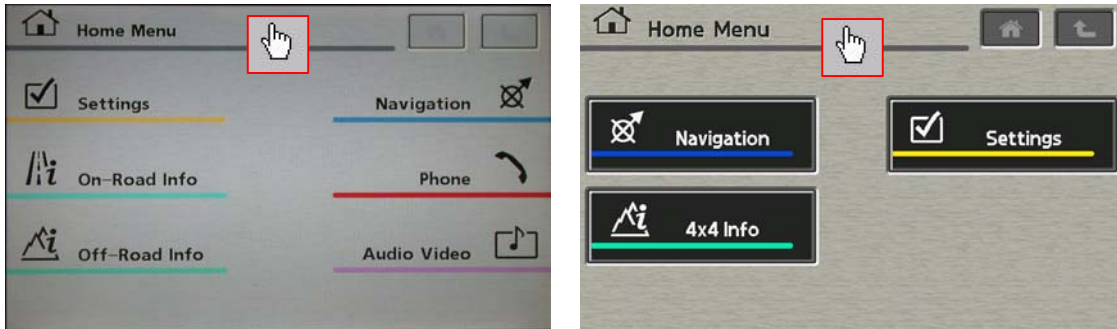 Home Menu
Settings
Navigation
On-Road Info
Phone
Off-Road Info
Audio Video
Home Menu
Navigation
Settings
4x4 Info